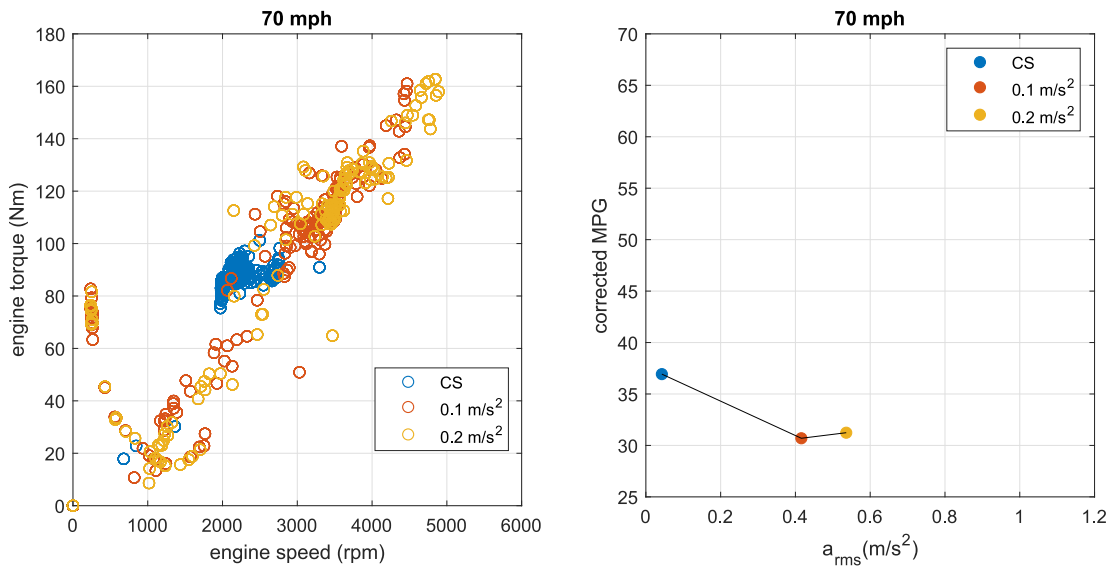 70 mph
180
160
140
120
100
80
60
40
20
0
engine torque (Nm)
0 1000 2000 3000 4000 5000 6000
engine speed (rpm)
CS
0.1 m/s²
0.2 m/s²
70 mph
70
65
60
55
50
45
40
35
30
25
corrected MPG
0 0.2 0.4 0.6 0.8 1 1.2
a_rms(m/s²)
CS
0.1 m/s²
0.2 m/s²